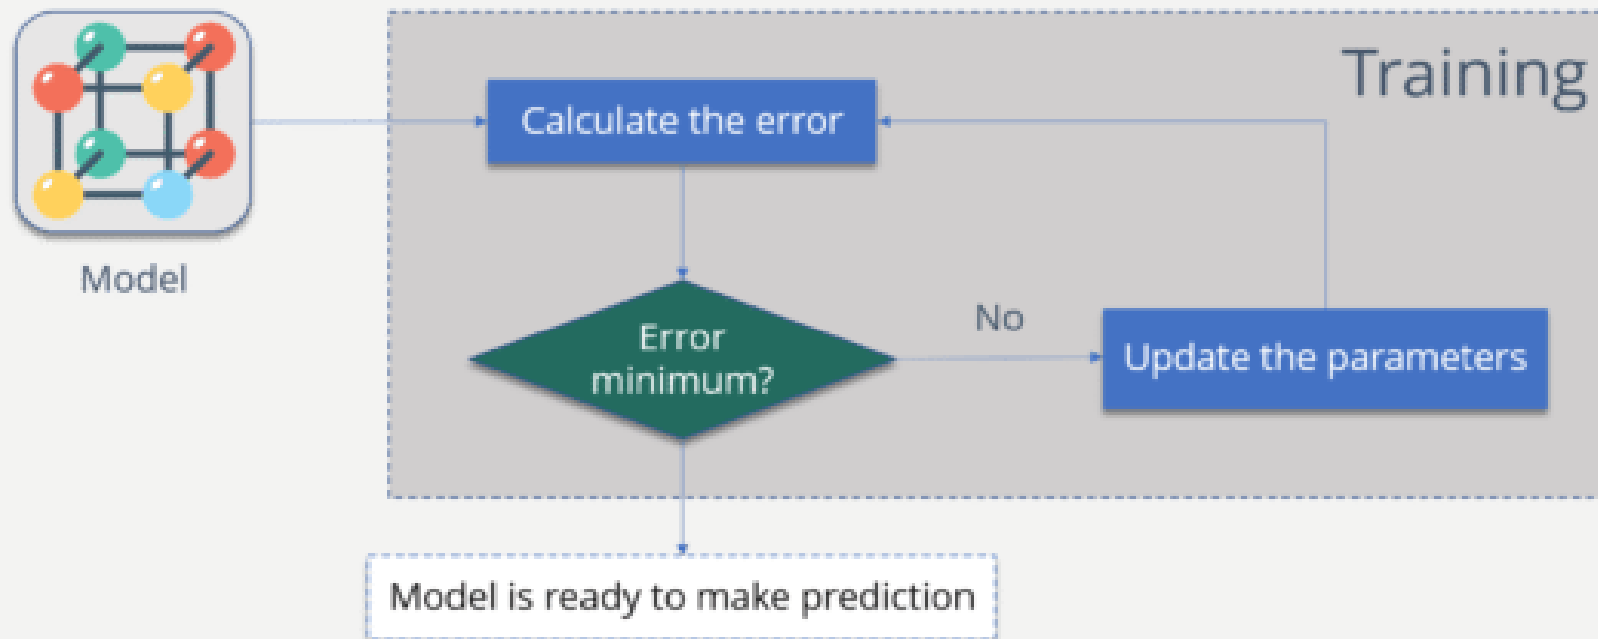 Training
Calculate the error
Model
Error
minimum?
No
Update the parameters
Model is ready to make prediction